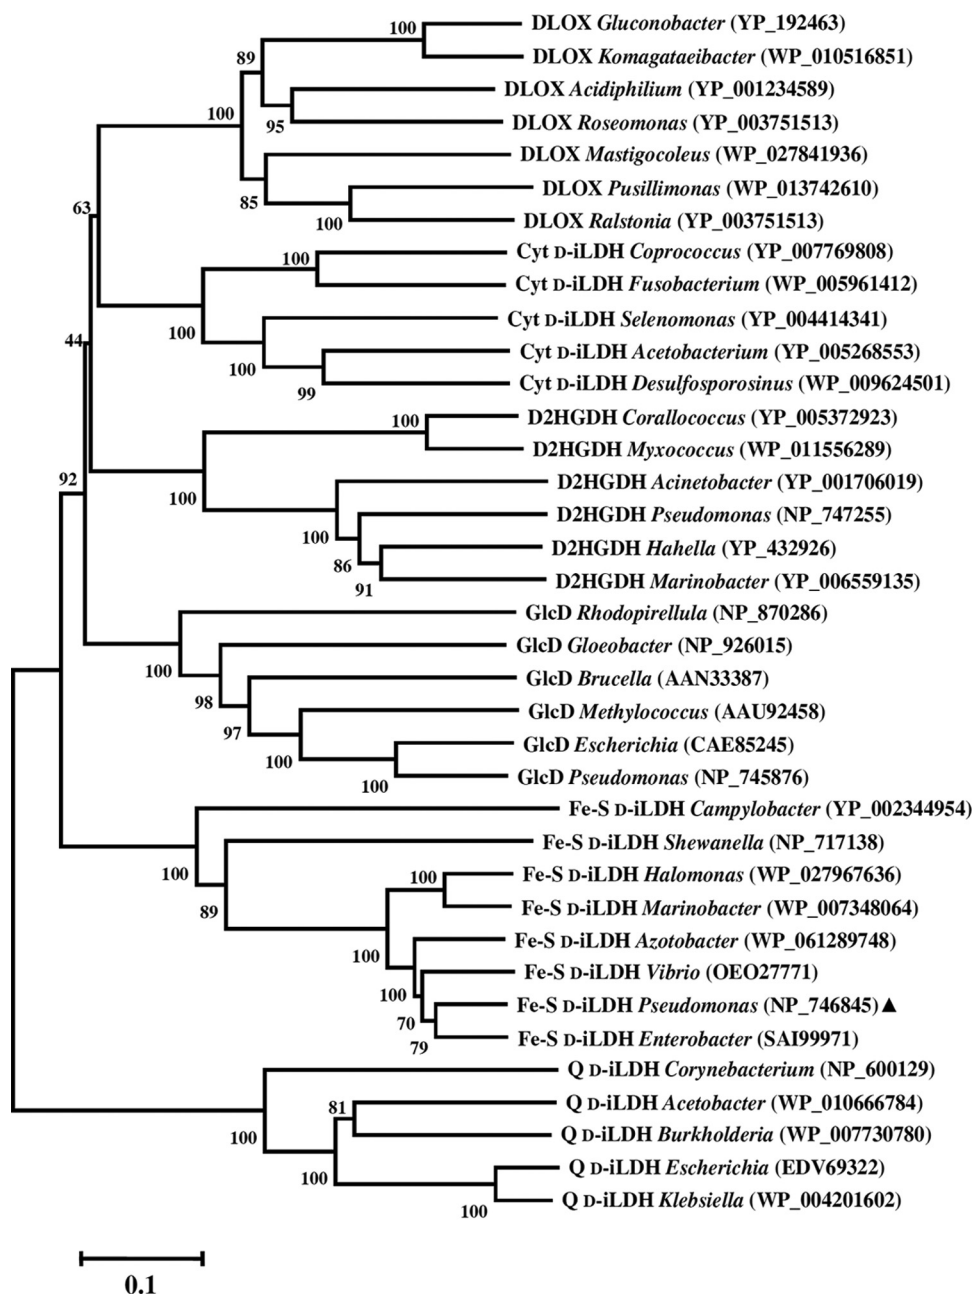 DLOX Gluconobacter (YP_192463)
100
DLOX Komagataeibacter (WP_010516851)
89
DLOX Acidiphilium (YP_001234589)
100
95
DLOX Roseomonas (YP_003751513)
DLOX Mastigocoleus (WP_027841936)
DLOX Pusillimonas (WP_013742610)
85
63
100
DLOX Ralstonia (YP_003751513)
Cyt D-iLDH Coprococcus (YP_007769808)
100
Cyt D-iLDH Fusobacterium (WP_005961412)
Cyt D-iLDH Selenomonas (YP_004414341)
100
44
Cyt D-iLDH Acetobacterium (YP_005268553)
100
Cyt D-iLDH Desulfosporosinus (WP_009624501)
99
D2HGDH Corallococcus (YP_005372923)
100
D2HGDH Myxococcus (WP_011556289)
92
D2HGDH Acinetobacter (YP_001706019)
100
D2HGDH Pseudomonas (NP_747255)
100
D2HGDH Hahella (YP_432926)
86
D2HGDH Marinobacter (YP_006559135)
91
GlcD Rhodopirellula (NP_870286)
GlcD Gloeobacter (NP_926015)
100
GlcD Brucella (AAN33387)
98
GlcD Methylococcus (AAU92458)
97
GlcD Escherichia (CAE85245)
100
GlcD Pseudomonas (NP_745876)
100
Fe-S D-iLDH Campylobacter (YP_002344954)
Fe-S D-iLDH Shewanella (NP_717138)
100
Fe-S D-iLDH Halomonas (WP_027967636)
100
Fe-S D-iLDH Marinobacter (WP_007348064)
89
Fe-S D-iLDH Azotobacter (WP_061289748)
100
Fe-S D-iLDH Vibrio (OEO27771)
100
Fe-S D-iLDH Pseudomonas (NP_746845)▲
70
Fe-S D-iLDH Enterobacter (SAI99971)
79
Q D-iLDH Corynebacterium (NP_600129)
Q D-iLDH Acetobacter (WP_010666784)
81
Q D-iLDH Burkholderia (WP_007730780)
100
Q D-iLDH Escherichia (EDV69322)
100
Q D-iLDH Klebsiella (WP_004201602)
100
0.1